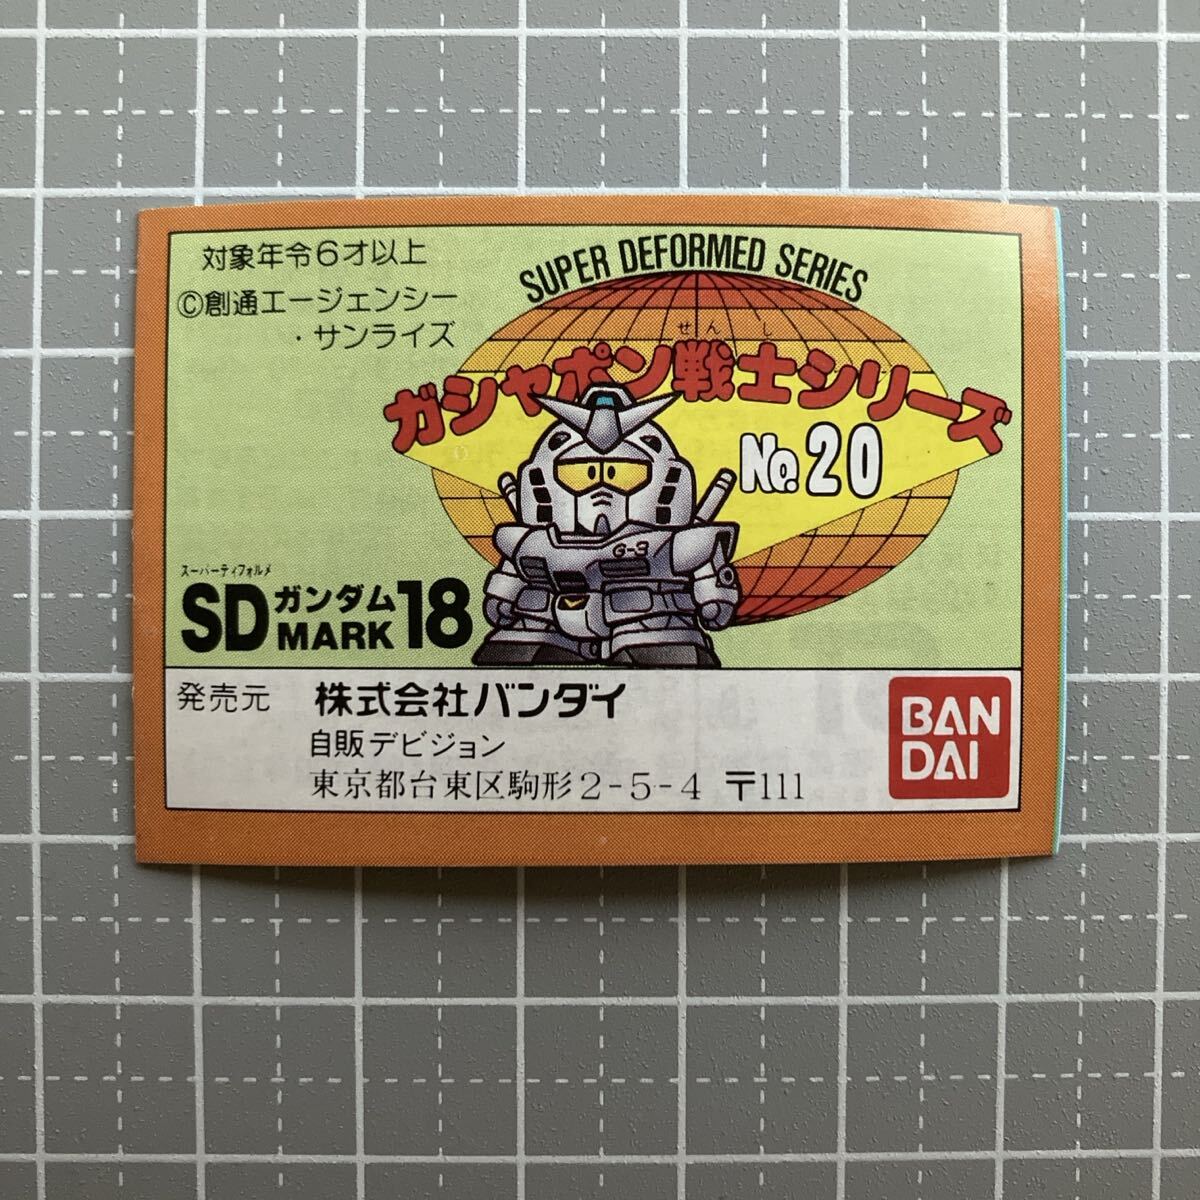 対象年令6才以上
©創通エージェンシー
・サンライズ
SUPER DEFORMED SERIES
せんし
ガシャポン戦士シリーズ
No.20
G-3
スーパーディフォルメ
SDガンダム
MARK 18
発売元 株式会社バンダイ
自販デビジョン
東京都台東区駒形2-5-4 〒111
BAN
DAI